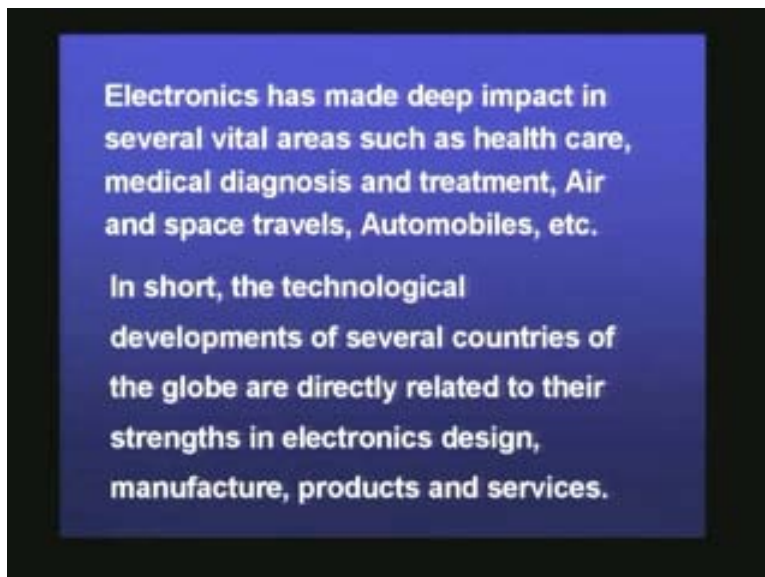 Electronics has made deep impact in
several vital areas such as health care,
medical diagnosis and treatment, Air
and space travels, Automobiles, etc.
In short, the technological
developments of several countries of
the globe are directly related to their
strengths in electronics design,
manufacture, products and services.